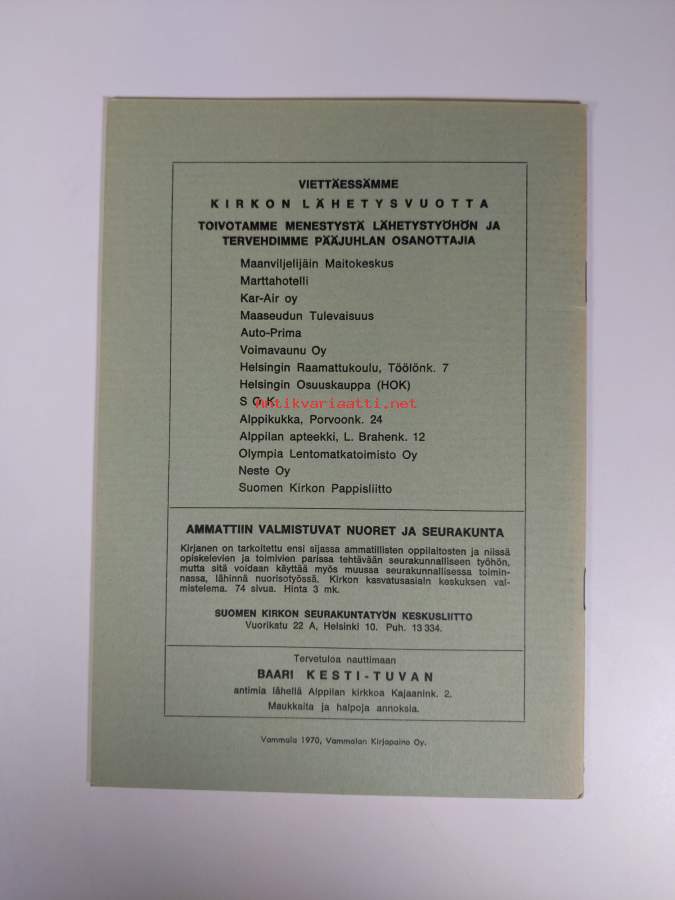 VIETTÄESSÄMME
KIRKON LÄHETYSVUOTTA
TOIVOTAMME MENESTYSTÄ LÄHETYSTYÖHÖN JA
TERVEHDIMME PÄÄJUHLAN OSANOTTAJIA
Maanviljelijäin Maitokeskus
Marttahotelli
Kar-Air oy
Maaseudun Tulevaisuus
Auto-Prima
Voimavaunu Oy
Helsingin Raamattukoulu, Töölönk. 7
Helsingin Osuuskauppa (HOK)
S O K
antikvariaatti.net
Alppikukka, Porvoonk. 24
Alppilan apteekki, L. Brahenk. 12
Olympia Lentomatkatoimisto Oy
Neste Oy
Suomen Kirkon Pappisliitto
AMMATTIIN VALMISTUVAT NUORET JA SEURAKUNTA
Kirjanen on tarkoitettu ensi sijassa ammatillisten oppilaitosten ja niissä
opiskelevien ja toimivien parissa tehtävään seurakunnalliseen työhön,
mutta sitä voidaan käyttää myös muussa seurakunnallisessa toimin-
nassa, lähinnä nuorisotyössä. Kirkon kasvatusasiain keskuksen val-
mistelema. 74 sivua. Hinta 3 mk.
SUOMEN KIRKON SEURAKUNTATYÖN KESKUSLIITTO
Vuorikatu 22 A, Helsinki 10. Puh. 13 334.
Tervetuloa nauttimaan
BAARI KESTI-TUVAN
antimia lähellä Alppilan kirkkoa Kajaanink. 2.
Maukkaita ja halpoja annoksia.
Vammala 1970, Vammalan Kirjapaino Oy.